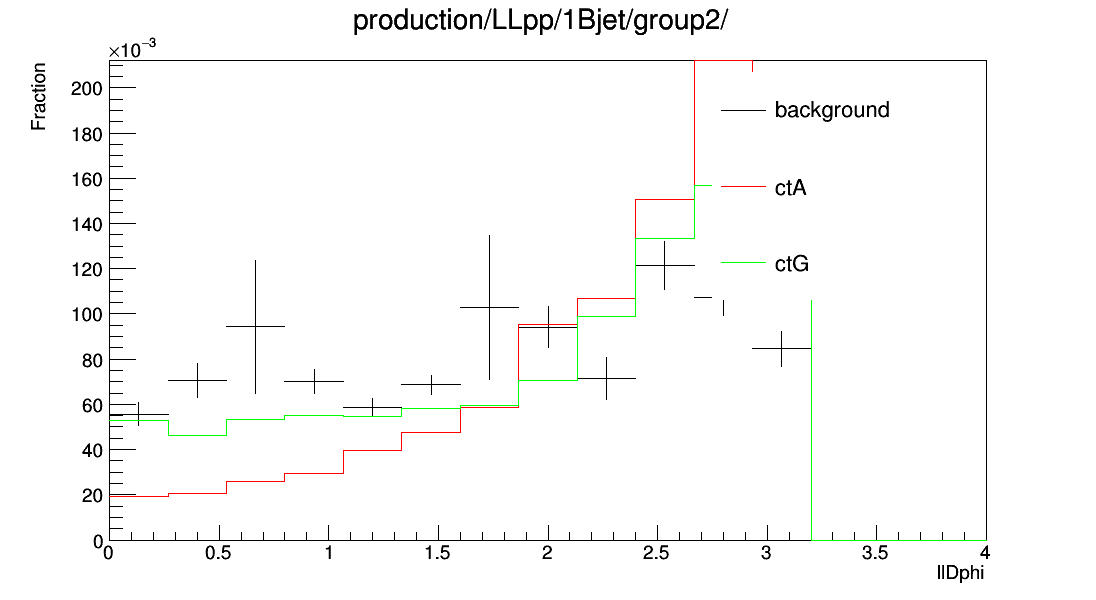 production/LLpp/1Bjet/group2/
×10⁻³
Fraction
200
180
160
140
120
100
80
60
40
20
0
background
ctA
ctG
0 0.5 1 1.5 2 2.5 3 3.5 4
llDphi